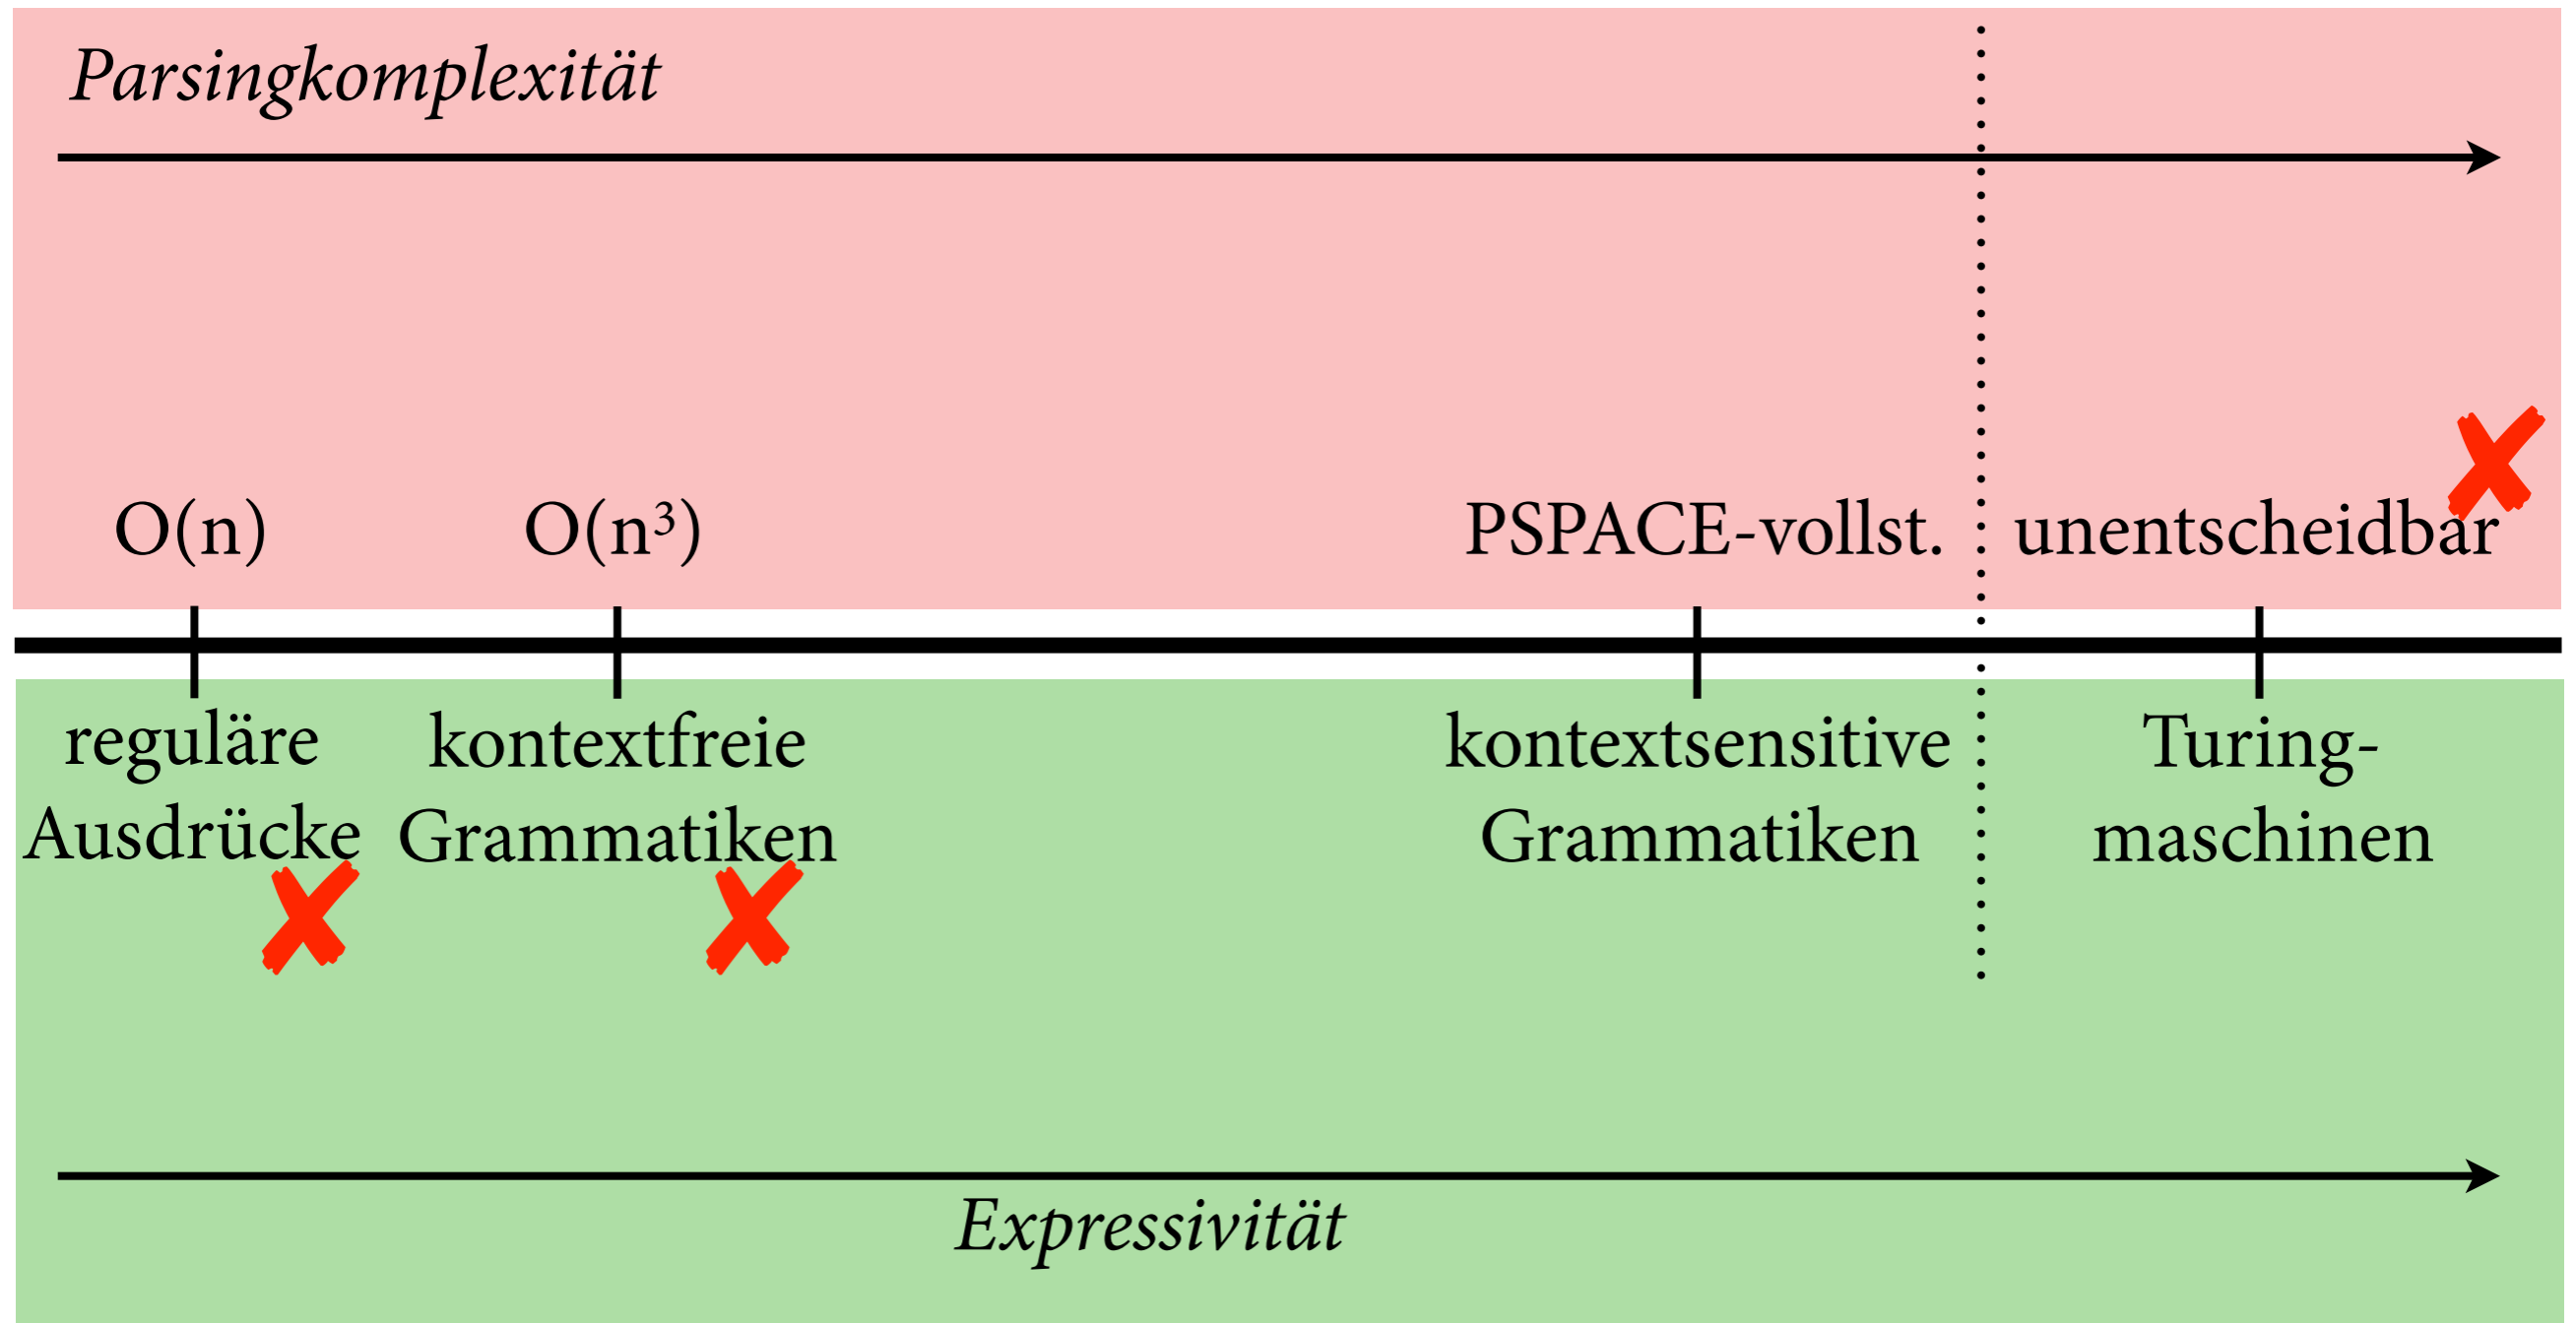 Parsingkomplexität
O(n)
O(n³)
PSPACE-vollst.
unentscheidbar
reguläre
Ausdrücke
kontextfreie
Grammatiken
kontextsensitive
Grammatiken
Turing-
maschinen
Expressivität